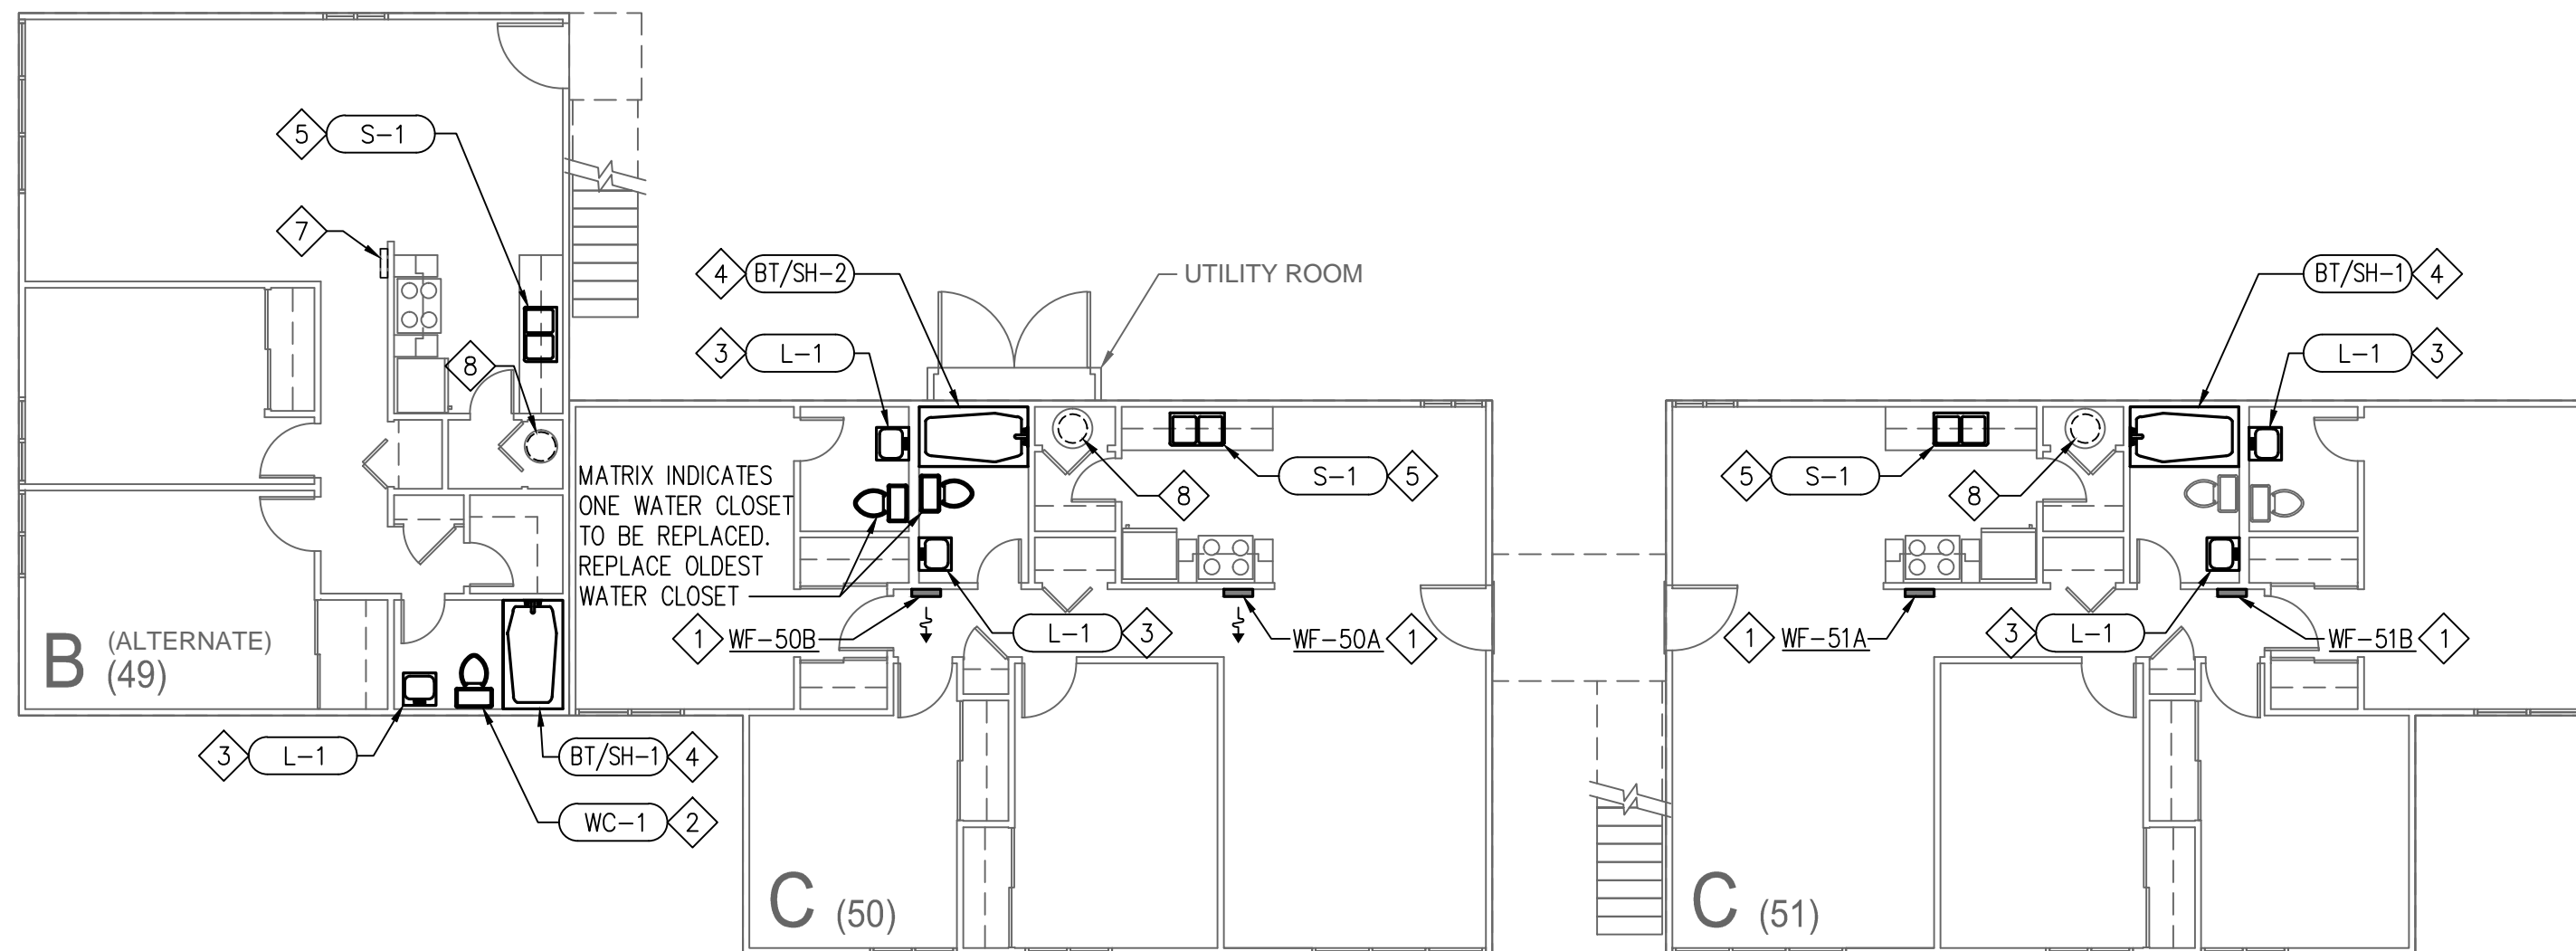 5 S-1
7
8
B (ALTERNATE)
(49)
3 L-1
BT/SH-1 4
WC-1 2
4 BT/SH-2
3 L-1
UTILITY ROOM
MATRIX INDICATES
ONE WATER CLOSET
TO BE REPLACED.
REPLACE OLDEST
WATER CLOSET
8
S-1 5
1 WF-50B
L-1 3
WF-50A 1
C (50)
BT/SH-1 4
L-1 3
5 S-1
8
1 WF-51A
3 L-1
WF-51B 1
C (51)